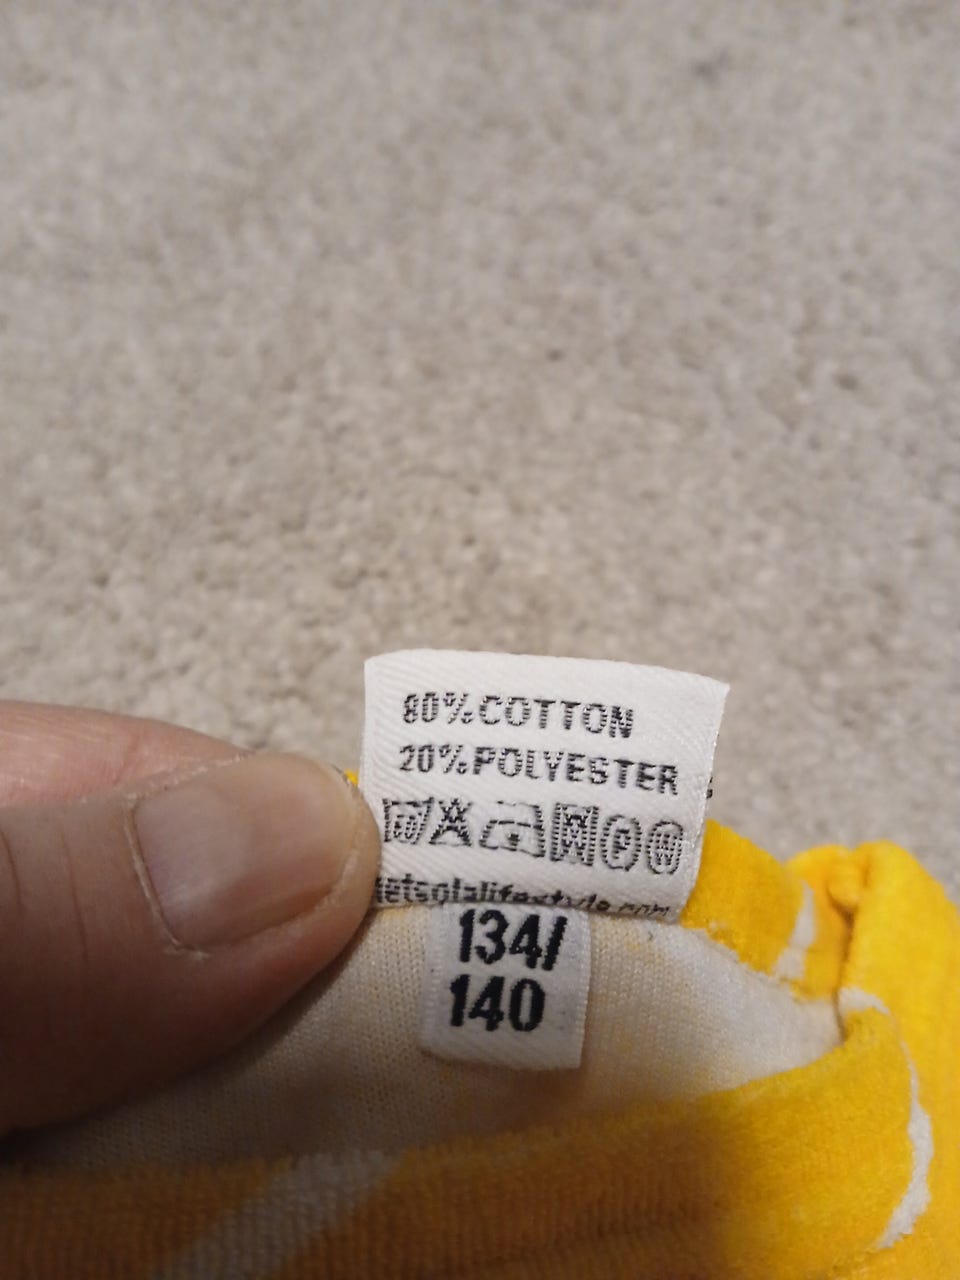 80%COTTON
20%POLYESTER
P W
134/
140